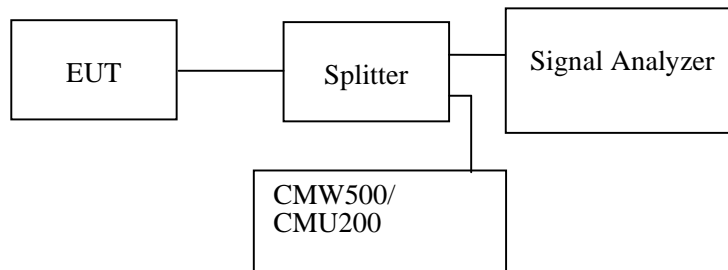 EUT
Splitter
Signal Analyzer
CMW500/
CMU200